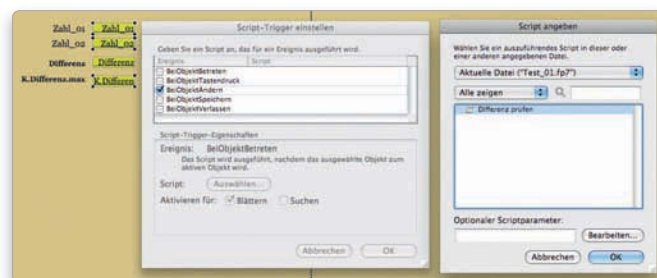 Zahl_01 Zahl_01
Zahl_02 Zahl_02
Differenz Differenz
K.Differenz.max K.Differen
Script-Trigger einstellen
Geben Sie ein Script an, das für ein Ereignis ausgeführt wird.
Ereignis Script
BeiObjektBetreten
BeiObjektTastendruck
BeiObjektÄndern
BeiObjektSpeichern
BeiObjektVerlassen
Script-Trigger-Eigenschaften
Ereignis: BeiObjektBetreten
Das Script wird ausgeführt, nachdem das ausgewählte Objekt zum
aktiven Objekt wird.
Script: Auswählen...
Aktivieren für: Blättern Suchen
Abbrechen OK
Script angeben
Wählen Sie ein auszuführendes Script in dieser oder
einer anderen angegebenen Datei.
Aktuelle Datei ("Test_01.fp7")
Alle zeigen
Differenz prüfen
Optionaler Scriptparameter:
Bearbeiten...
Abbrechen OK